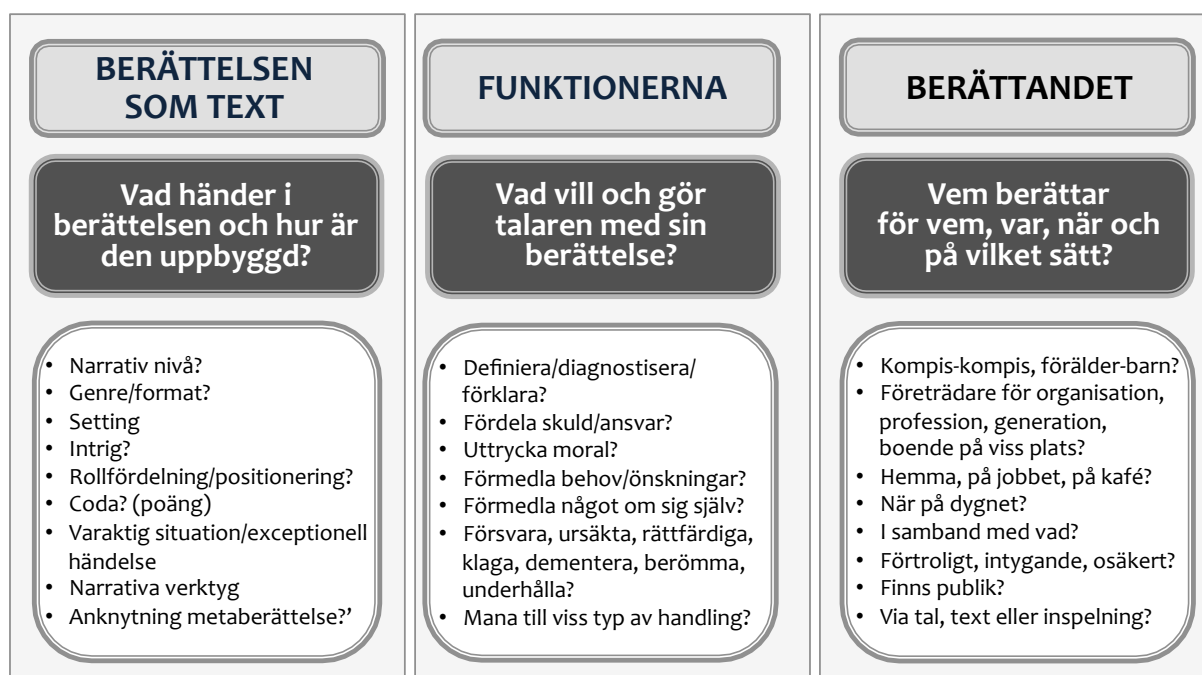 BERÄTTELSEN
SOM TEXT
Vad händer i
berättelsen och hur är
den uppbyggd?
• Narrativ nivå?
• Genre/format?
• Setting
• Intrig?
• Rollfördelning/positionering?
• Coda? (poäng)
• Varaktig situation/exceptionell
händelse
• Narrativa verktyg
• Anknytning metaberättelse?’
FUNKTIONERNA
Vad vill och gör
talaren med sin
berättelse?
• Definiera/diagnostisera/
förklara?
• Fördela skuld/ansvar?
• Uttrycka moral?
• Förmedla behov/önskningar?
• Förmedla något om sig själv?
• Försvara, ursäkta, rättfärdiga,
klaga, dementera, berömma,
underhålla?
• Mana till viss typ av handling?
BERÄTTANDET
Vem berättar
för vem, var, när och
på vilket sätt?
• Kompis-kompis, förälder-barn?
• Företrädare för organisation,
profession, generation,
boende på viss plats?
• Hemma, på jobbet, på kafé?
• När på dygnet?
• I samband med vad?
• Förtroligt, intygande, osäkert?
• Finns publik?
• Via tal, text eller inspelning?